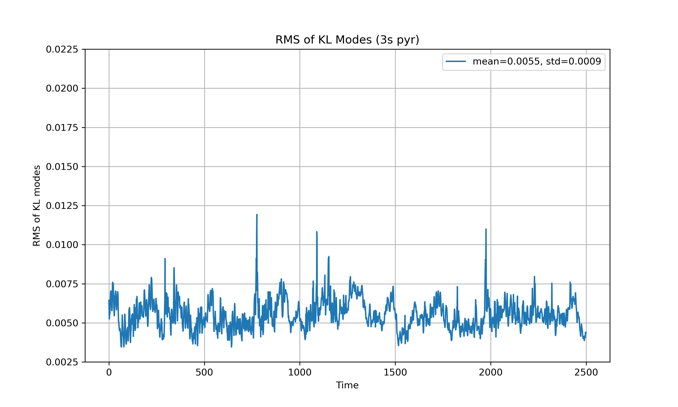 RMS of KL Modes (3s pyr)
mean=0.0055, std=0.0009
0.0225
0.0200
0.0175
0.0150
0.0125
0.0100
0.0075
0.0050
0.0025
RMS of KL modes
0 500 1000 1500 2000 2500
Time